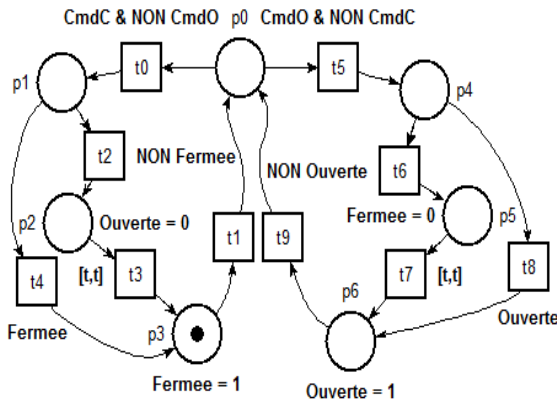 CmdC & NON CmdO p0 CmdO & NON CmdC
p1 t0 t5 p4
t2 NON Fermee NON Ouverte t6
p2 Ouverte = 0 Fermee = 0 p5
t1 t9
t4 [t,t] t3 t7 [t,t] t8
p6
Fermee p3 Ouverte
Fermee = 1 Ouverte = 1